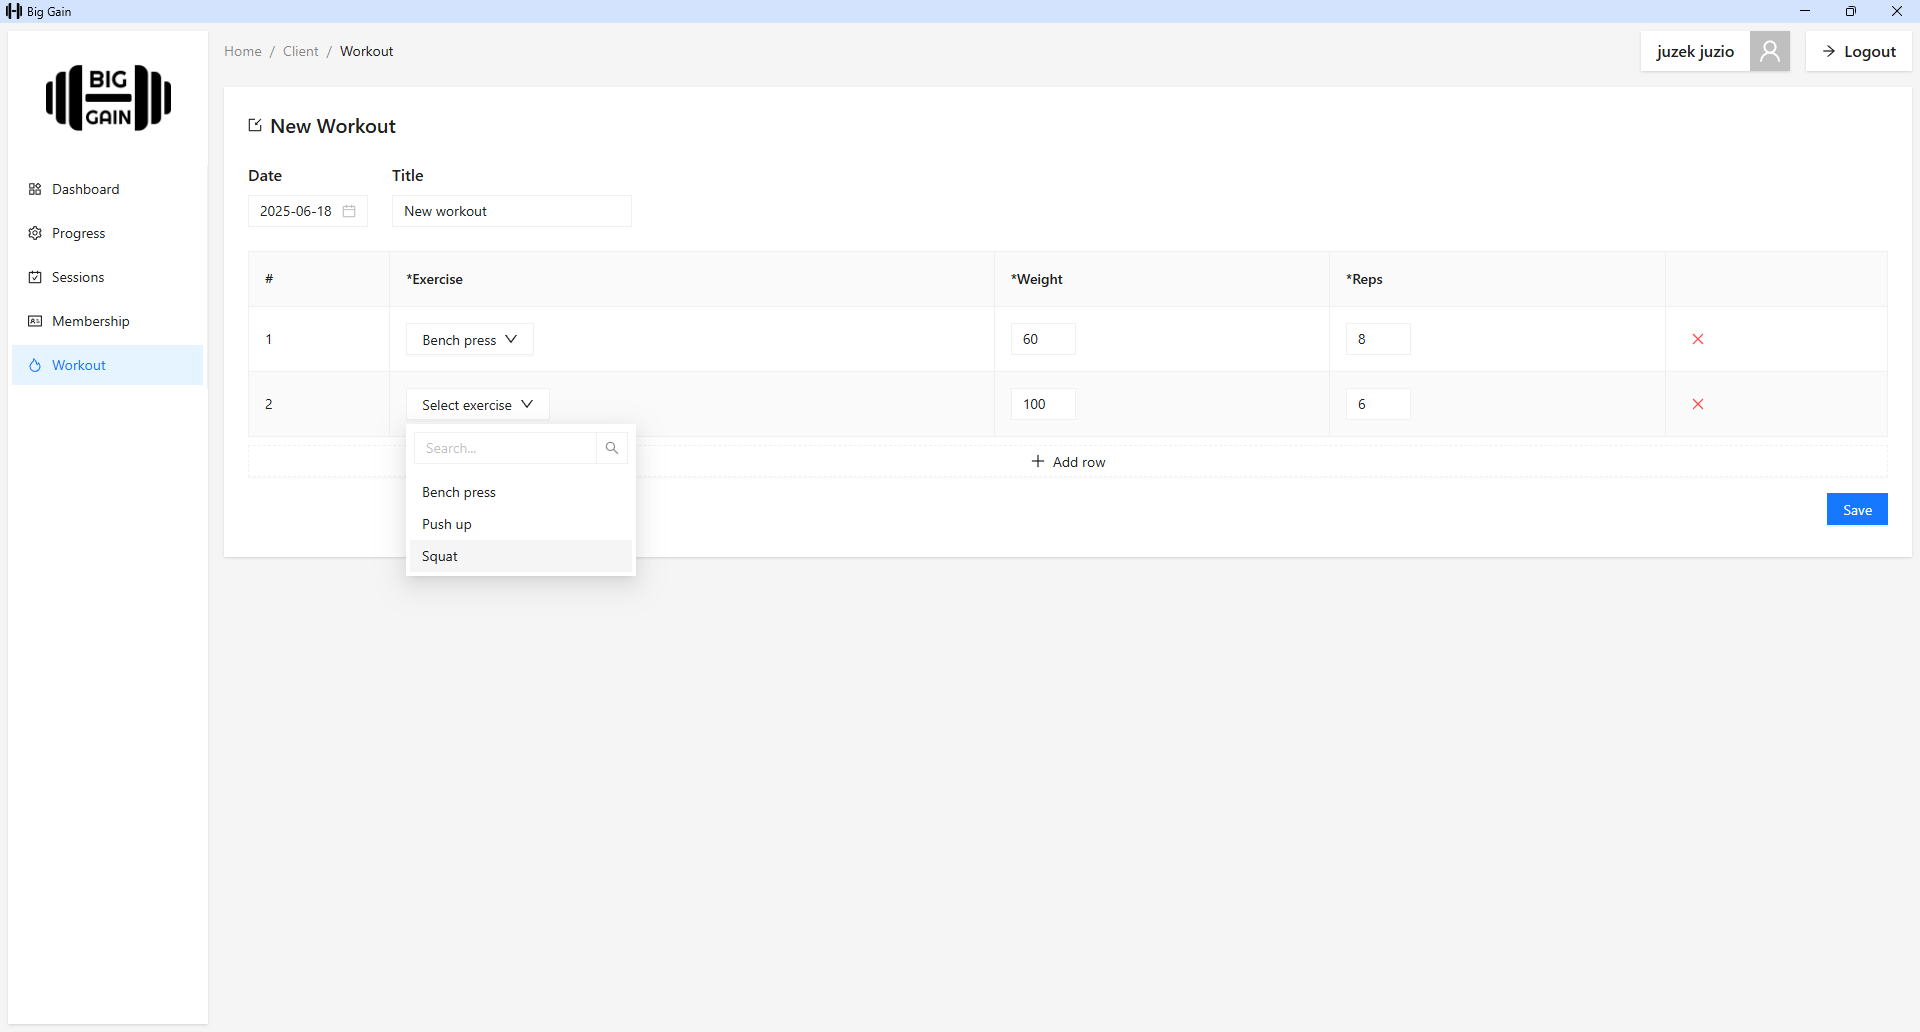 Big Gain
BIG
GAIN
Dashboard
Progress
Sessions
Membership
Workout
Home / Client / Workout
juzek juzio
Logout
New Workout
Date Title
2025-06-18 New workout
# *Exercise *Weight *Reps
1 Bench press 60 8
2 Select exercise 100 6
Search...
Bench press
Push up
Squat
Add row
Save